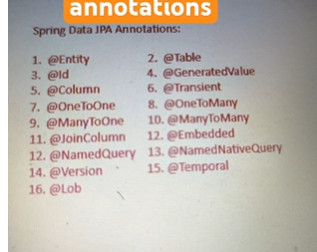 annotations
Spring Data JPA Annotations:
1. @Entity 2. @Table
3. @Id 4. @GeneratedValue
5. @Column 6. @Transient
7. @OneToOne 8. @OneToMany
9. @ManyToOne 10. @ManyToMany
11. @JoinColumn 12. @Embedded
12. @NamedQuery 13. @NamedNativeQuery
14. @Version 15. @Temporal
16. @Lob